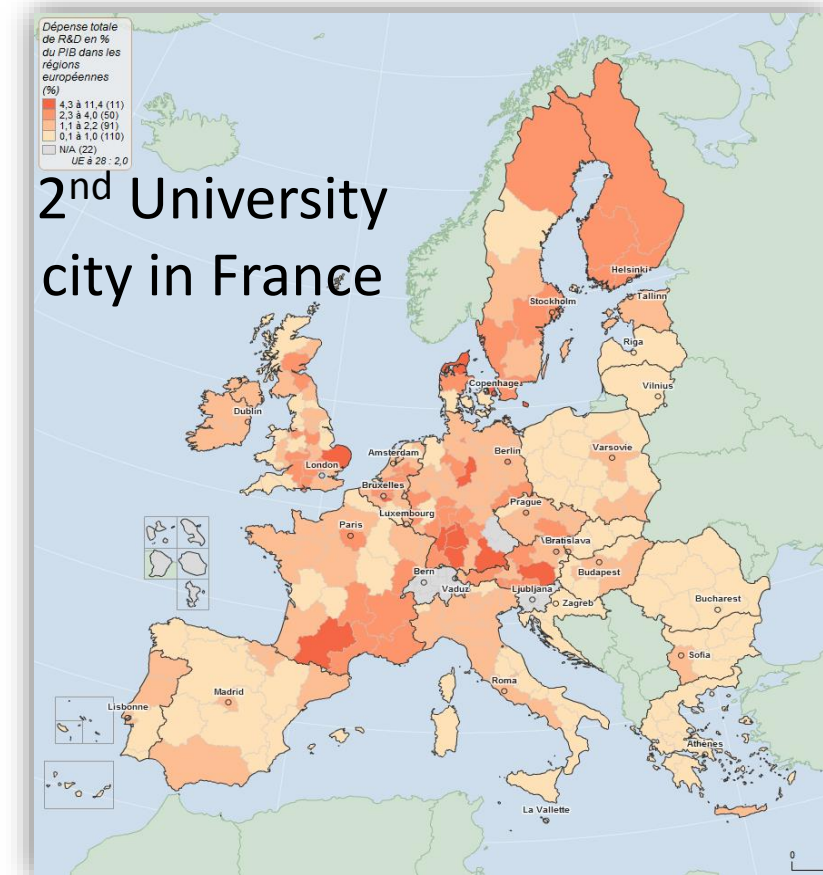 Dépense totale
de R&D en %
du PIB dans les
régions
européennes
(%)
4,3 à 11,4 (11)
2,3 à 4,0 (50)
1,1 à 2,2 (91)
0,1 à 1,0 (110)
N/A (22)
UE à 28 : 2,0
2nd University
city in France
Helsinki
Tallinn
Stockholm
Riga
Vilnius
Copenhage
Dublin
Amsterdam
Berlin
Varsovie
London
Bruxelles
Luxembourg
Prague
Paris
Bratislava
Bern
Budapest
Vaduz
Ljubljana
Zagreb
Bucharest
Sofia
Roma
Madrid
Lisbonne
Athènes
La Vallette
0